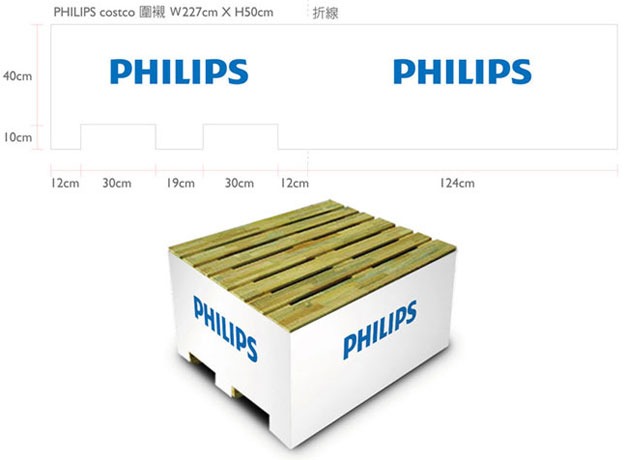 PHILIPS costco 圍襯 W227cm X H50cm 折線
PHILIPS PHILIPS
40cm
10cm
12cm 30cm 19cm 30cm 12cm 124cm
PHILIPS PHILIPS